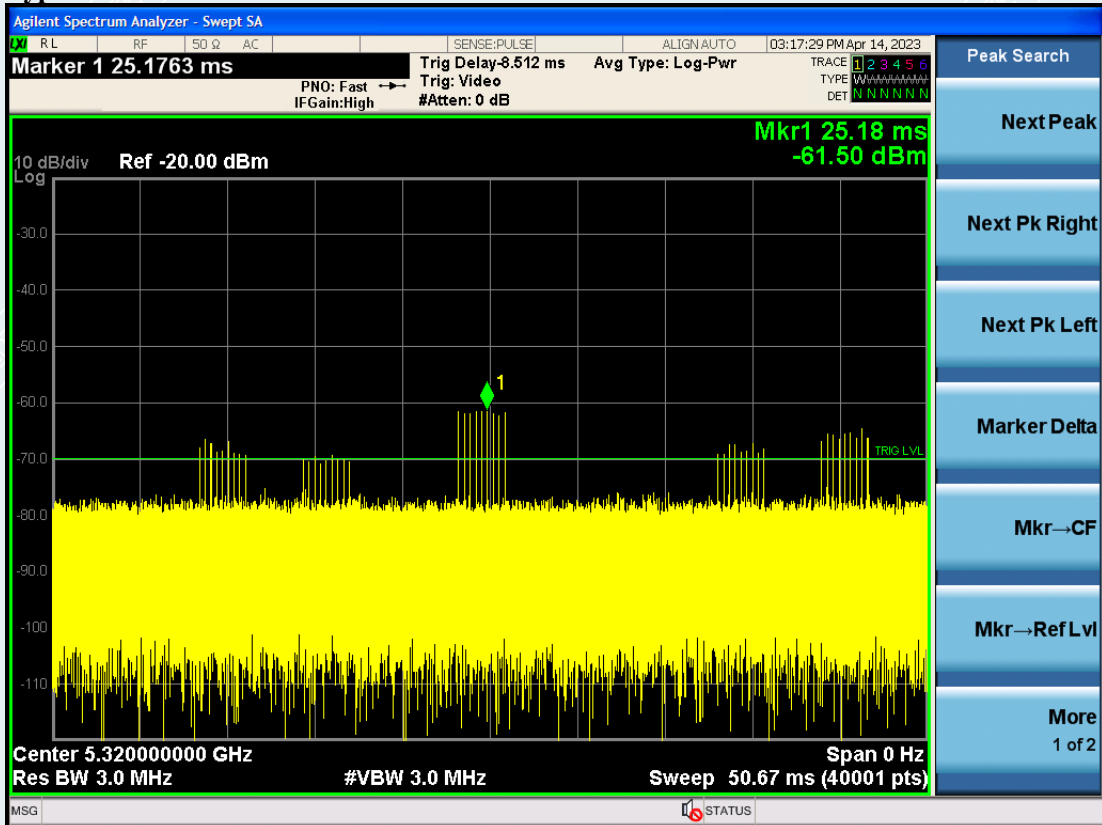 Agilent Spectrum Analyzer - Swept SA
LXI RL RF 50 Ω AC SENSE:PULSE ALIGN AUTO 03:17:29 PM Apr 14, 2023
Marker 1 25.1763 ms
Trig Delay-8.512 ms Avg Type: Log-Pwr TRACE 1 2 3 4 5 6
PNO: Fast Trig: Video TYPE WWWWWW
IFGain:High #Atten: 0 dB DET N N N N N N
Mkr1 25.18 ms
10 dB/div Ref -20.00 dBm -61.50 dBm
Log
-30.0
-40.0
-50.0
1
-60.0
TRIG LVL
-70.0
-80.0
-90.0
-100
-110
Center 5.320000000 GHz Span 0 Hz
Res BW 3.0 MHz #VBW 3.0 MHz Sweep 50.67 ms (40001 pts)
MSG STATUS
Peak Search
Next Peak
Next Pk Right
Next Pk Left
Marker Delta
Mkr→CF
Mkr→Ref Lvl
More
1 of 2